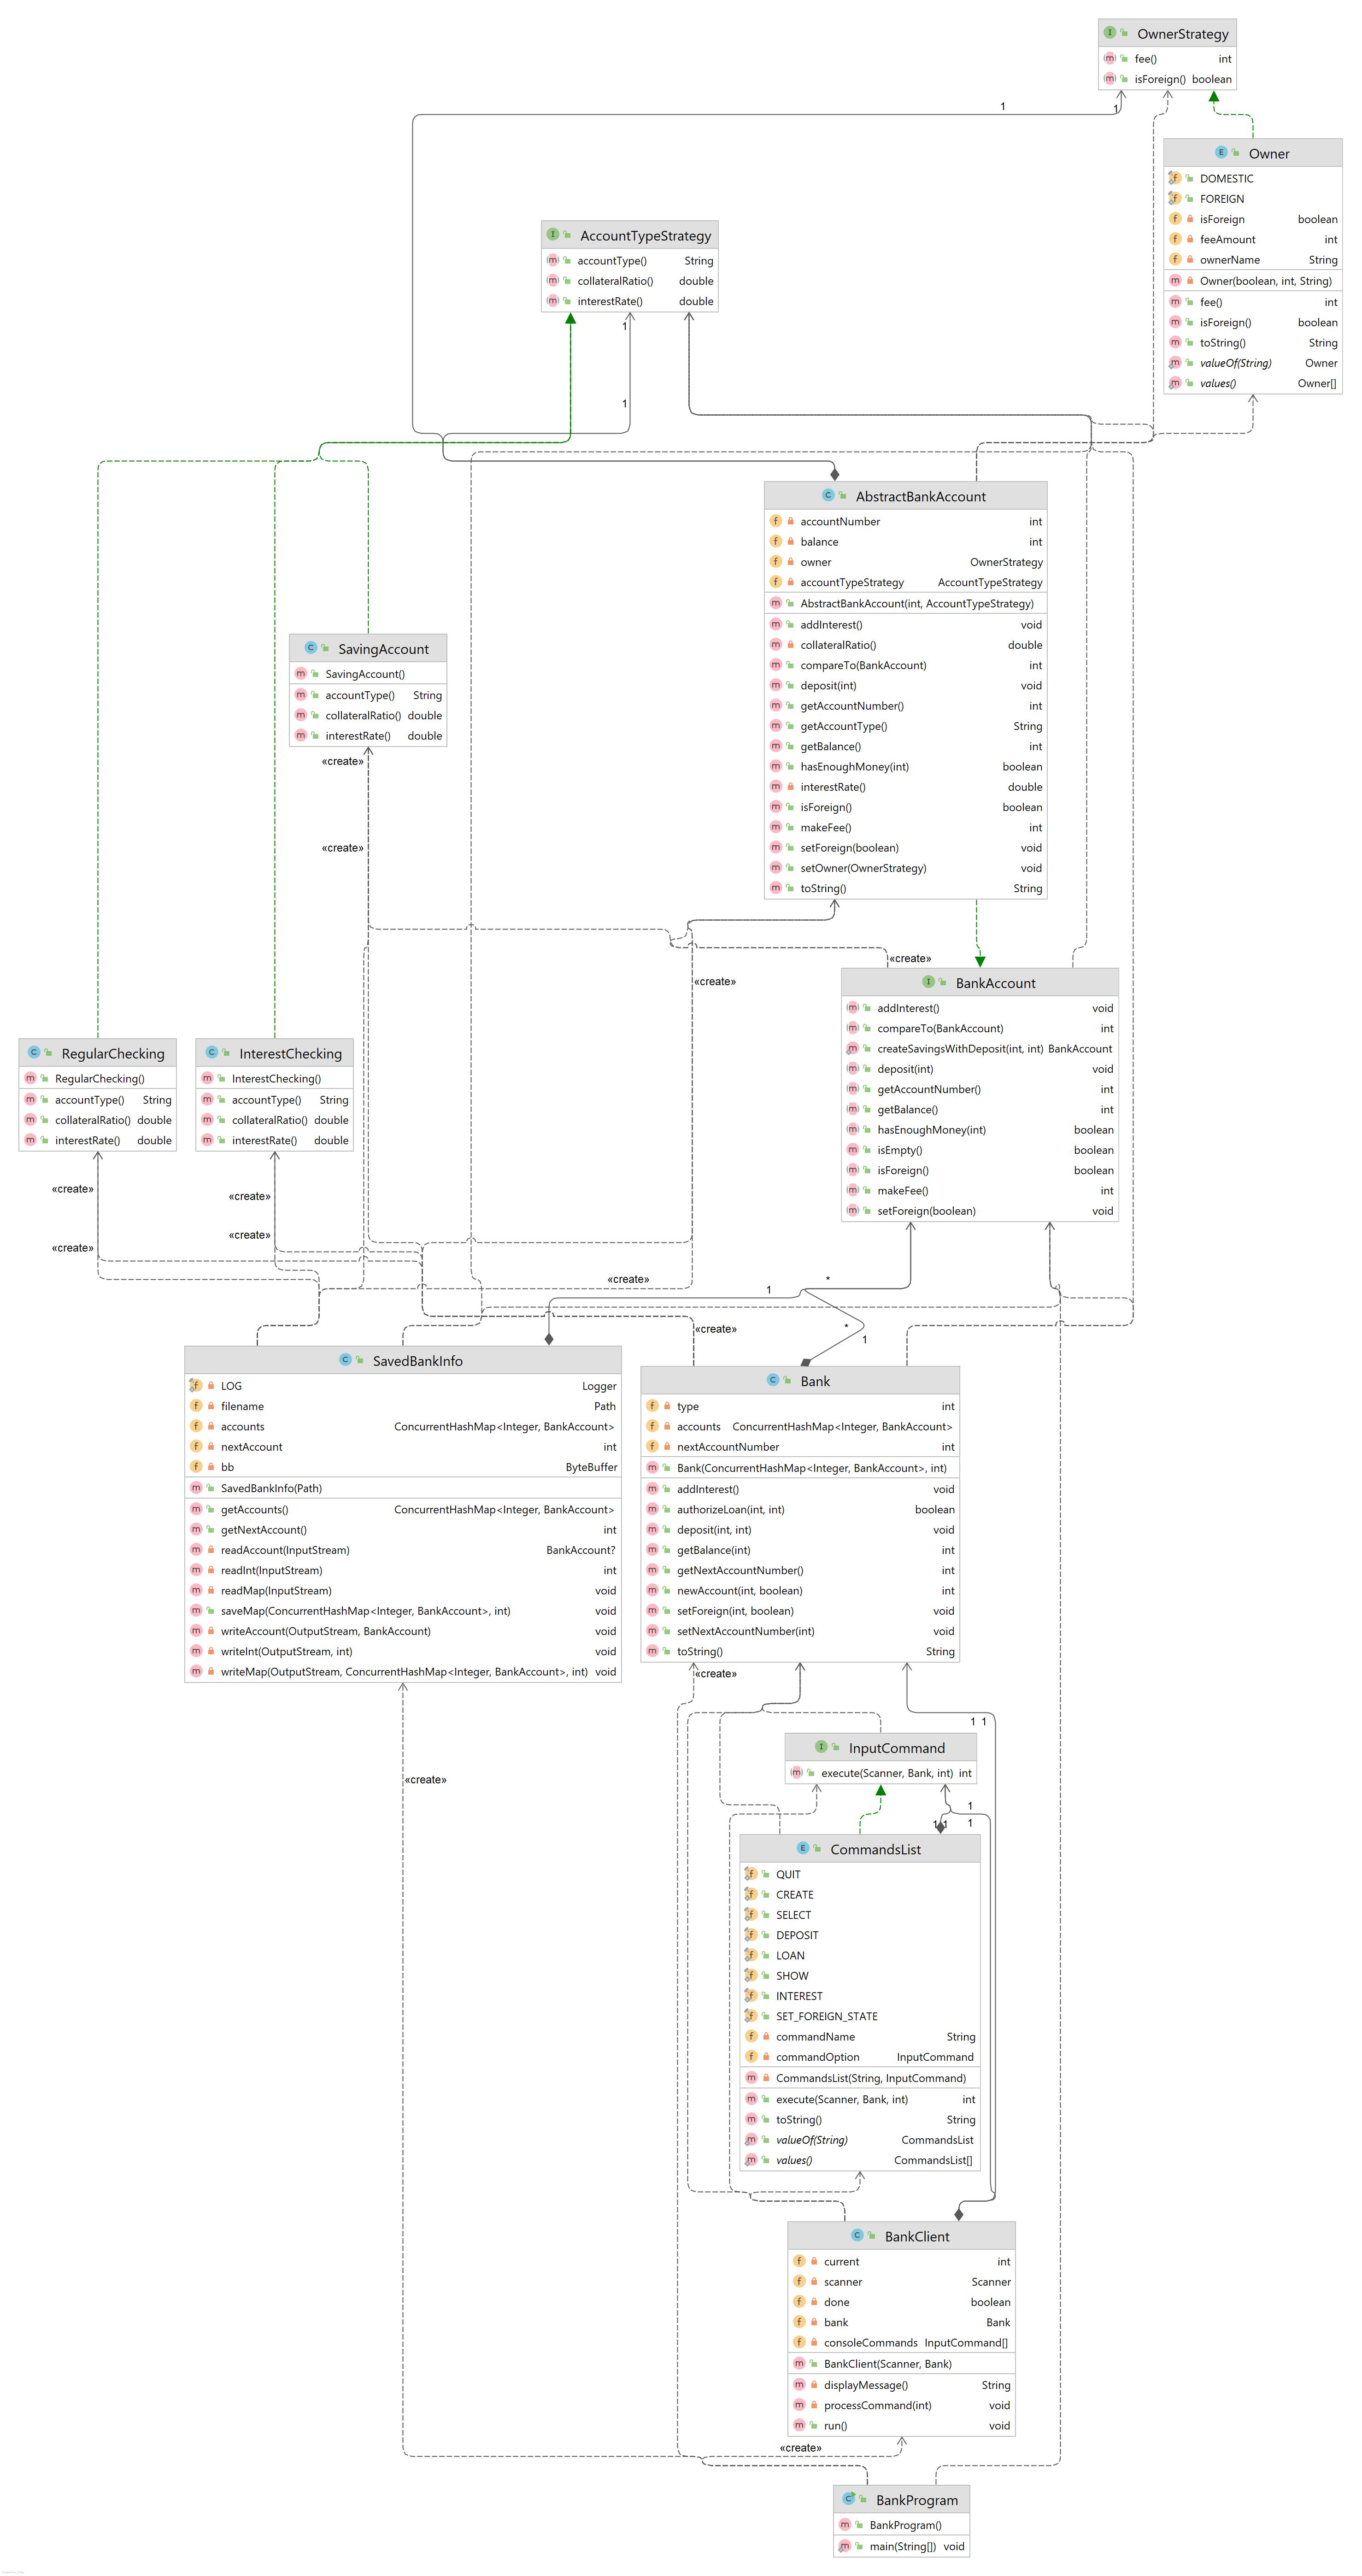 OwnerStrategy
fee() int
isForeign() boolean
1
1
Owner
DOMESTIC
FOREIGN
isForeign boolean
feeAmount int
ownerName String
Owner(boolean, int, String)
fee() int
isForeign() boolean
toString() String
valueOf(String) Owner
values() Owner[]
AccountTypeStrategy
accountType() String
collateralRatio() double
interestRate() double
1
1
AbstractBankAccount
accountNumber int
balance int
owner OwnerStrategy
accountTypeStrategy AccountTypeStrategy
AbstractBankAccount(int, AccountTypeStrategy)
addInterest() void
collateralRatio() double
compareTo(BankAccount) int
deposit(int) void
getAccountNumber() int
getAccountType() String
getBalance() int
hasEnoughMoney(int) boolean
interestRate() double
isForeign() boolean
makeFee() int
setForeign(boolean) void
setOwner(OwnerStrategy) void
toString() String
SavingAccount
SavingAccount()
accountType() String
collateralRatio() double
interestRate() double
«create»
«create»
«create»
«create»
BankAccount
addInterest() void
compareTo(BankAccount) int
createSavingsWithDeposit(int, int) BankAccount
deposit(int) void
getAccountNumber() int
getBalance() int
hasEnoughMoney(int) boolean
isEmpty() boolean
isForeign() boolean
makeFee() int
setForeign(boolean) void
RegularChecking
RegularChecking()
accountType() String
collateralRatio() double
interestRate() double
InterestChecking
InterestChecking()
accountType() String
collateralRatio() double
interestRate() double
«create»
«create»
«create»
«create»
«create»
*
1
*
1
«create»
SavedBankInfo
LOG Logger
filename Path
accounts ConcurrentHashMap<Integer, BankAccount>
nextAccount int
bb ByteBuffer
SavedBankInfo(Path)
getAccounts() ConcurrentHashMap<Integer, BankAccount>
getNextAccount() int
readAccount(InputStream) BankAccount?
readInt(InputStream) int
readMap(InputStream) void
saveMap(ConcurrentHashMap<Integer, BankAccount>, int) void
writeAccount(OutputStream, BankAccount) void
writeInt(OutputStream, int) void
writeMap(OutputStream, ConcurrentHashMap<Integer, BankAccount>, int) void
Bank
type int
accounts ConcurrentHashMap<Integer, BankAccount>
nextAccountNumber int
Bank(ConcurrentHashMap<Integer, BankAccount>, int)
addInterest() void
authorizeLoan(int, int) boolean
deposit(int, int) void
getBalance(int) int
getNextAccountNumber() int
newAccount(int, boolean) int
setForeign(int, boolean) void
setNextAccountNumber(int) void
toString() String
«create»
1 1
InputCommand
execute(Scanner, Bank, int) int
«create»
1
1
1
1
CommandsList
QUIT
CREATE
SELECT
DEPOSIT
LOAN
SHOW
INTEREST
SET_FOREIGN_STATE
commandName String
commandOption InputCommand
CommandsList(String, InputCommand)
execute(Scanner, Bank, int) int
toString() String
valueOf(String) CommandsList
values() CommandsList[]
BankClient
current int
scanner Scanner
done boolean
bank Bank
consoleCommands InputCommand[]
BankClient(Scanner, Bank)
displayMessage() String
processCommand(int) void
run() void
«create»
BankProgram
BankProgram()
main(String[]) void